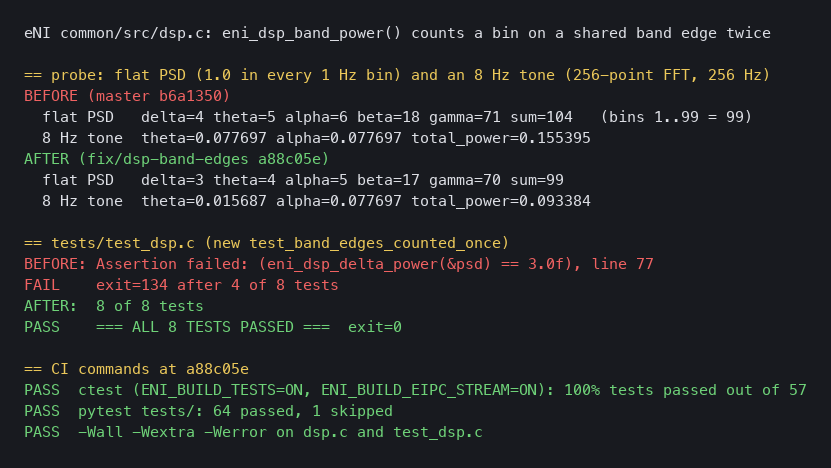 eNI common/src/dsp.c: eni_dsp_band_power() counts a bin on a shared band edge twice
== probe: flat PSD (1.0 in every 1 Hz bin) and an 8 Hz tone (256-point FFT, 256 Hz)
BEFORE (master b6a1350)
  flat PSD   delta=4 theta=5 alpha=6 beta=18 gamma=71 sum=104   (bins 1..99 = 99)
  8 Hz tone  theta=0.077697 alpha=0.077697 total_power=0.155395
AFTER (fix/dsp-band-edges a88c05e)
  flat PSD   delta=3 theta=4 alpha=5 beta=17 gamma=70 sum=99
  8 Hz tone  theta=0.015687 alpha=0.077697 total_power=0.093384
== tests/test_dsp.c (new test_band_edges_counted_once)
BEFORE: Assertion failed: (eni_dsp_delta_power(&psd) == 3.0f), line 77
FAIL    exit=134 after 4 of 8 tests
AFTER:  8 of 8 tests
PASS    === ALL 8 TESTS PASSED ===  exit=0
== CI commands at a88c05e
PASS  ctest (ENI_BUILD_TESTS=ON, ENI_BUILD_EIPC_STREAM=ON): 100% tests passed out of 57
PASS  pytest tests/: 64 passed, 1 skipped
PASS  -Wall -Wextra -Werror on dsp.c and test_dsp.c